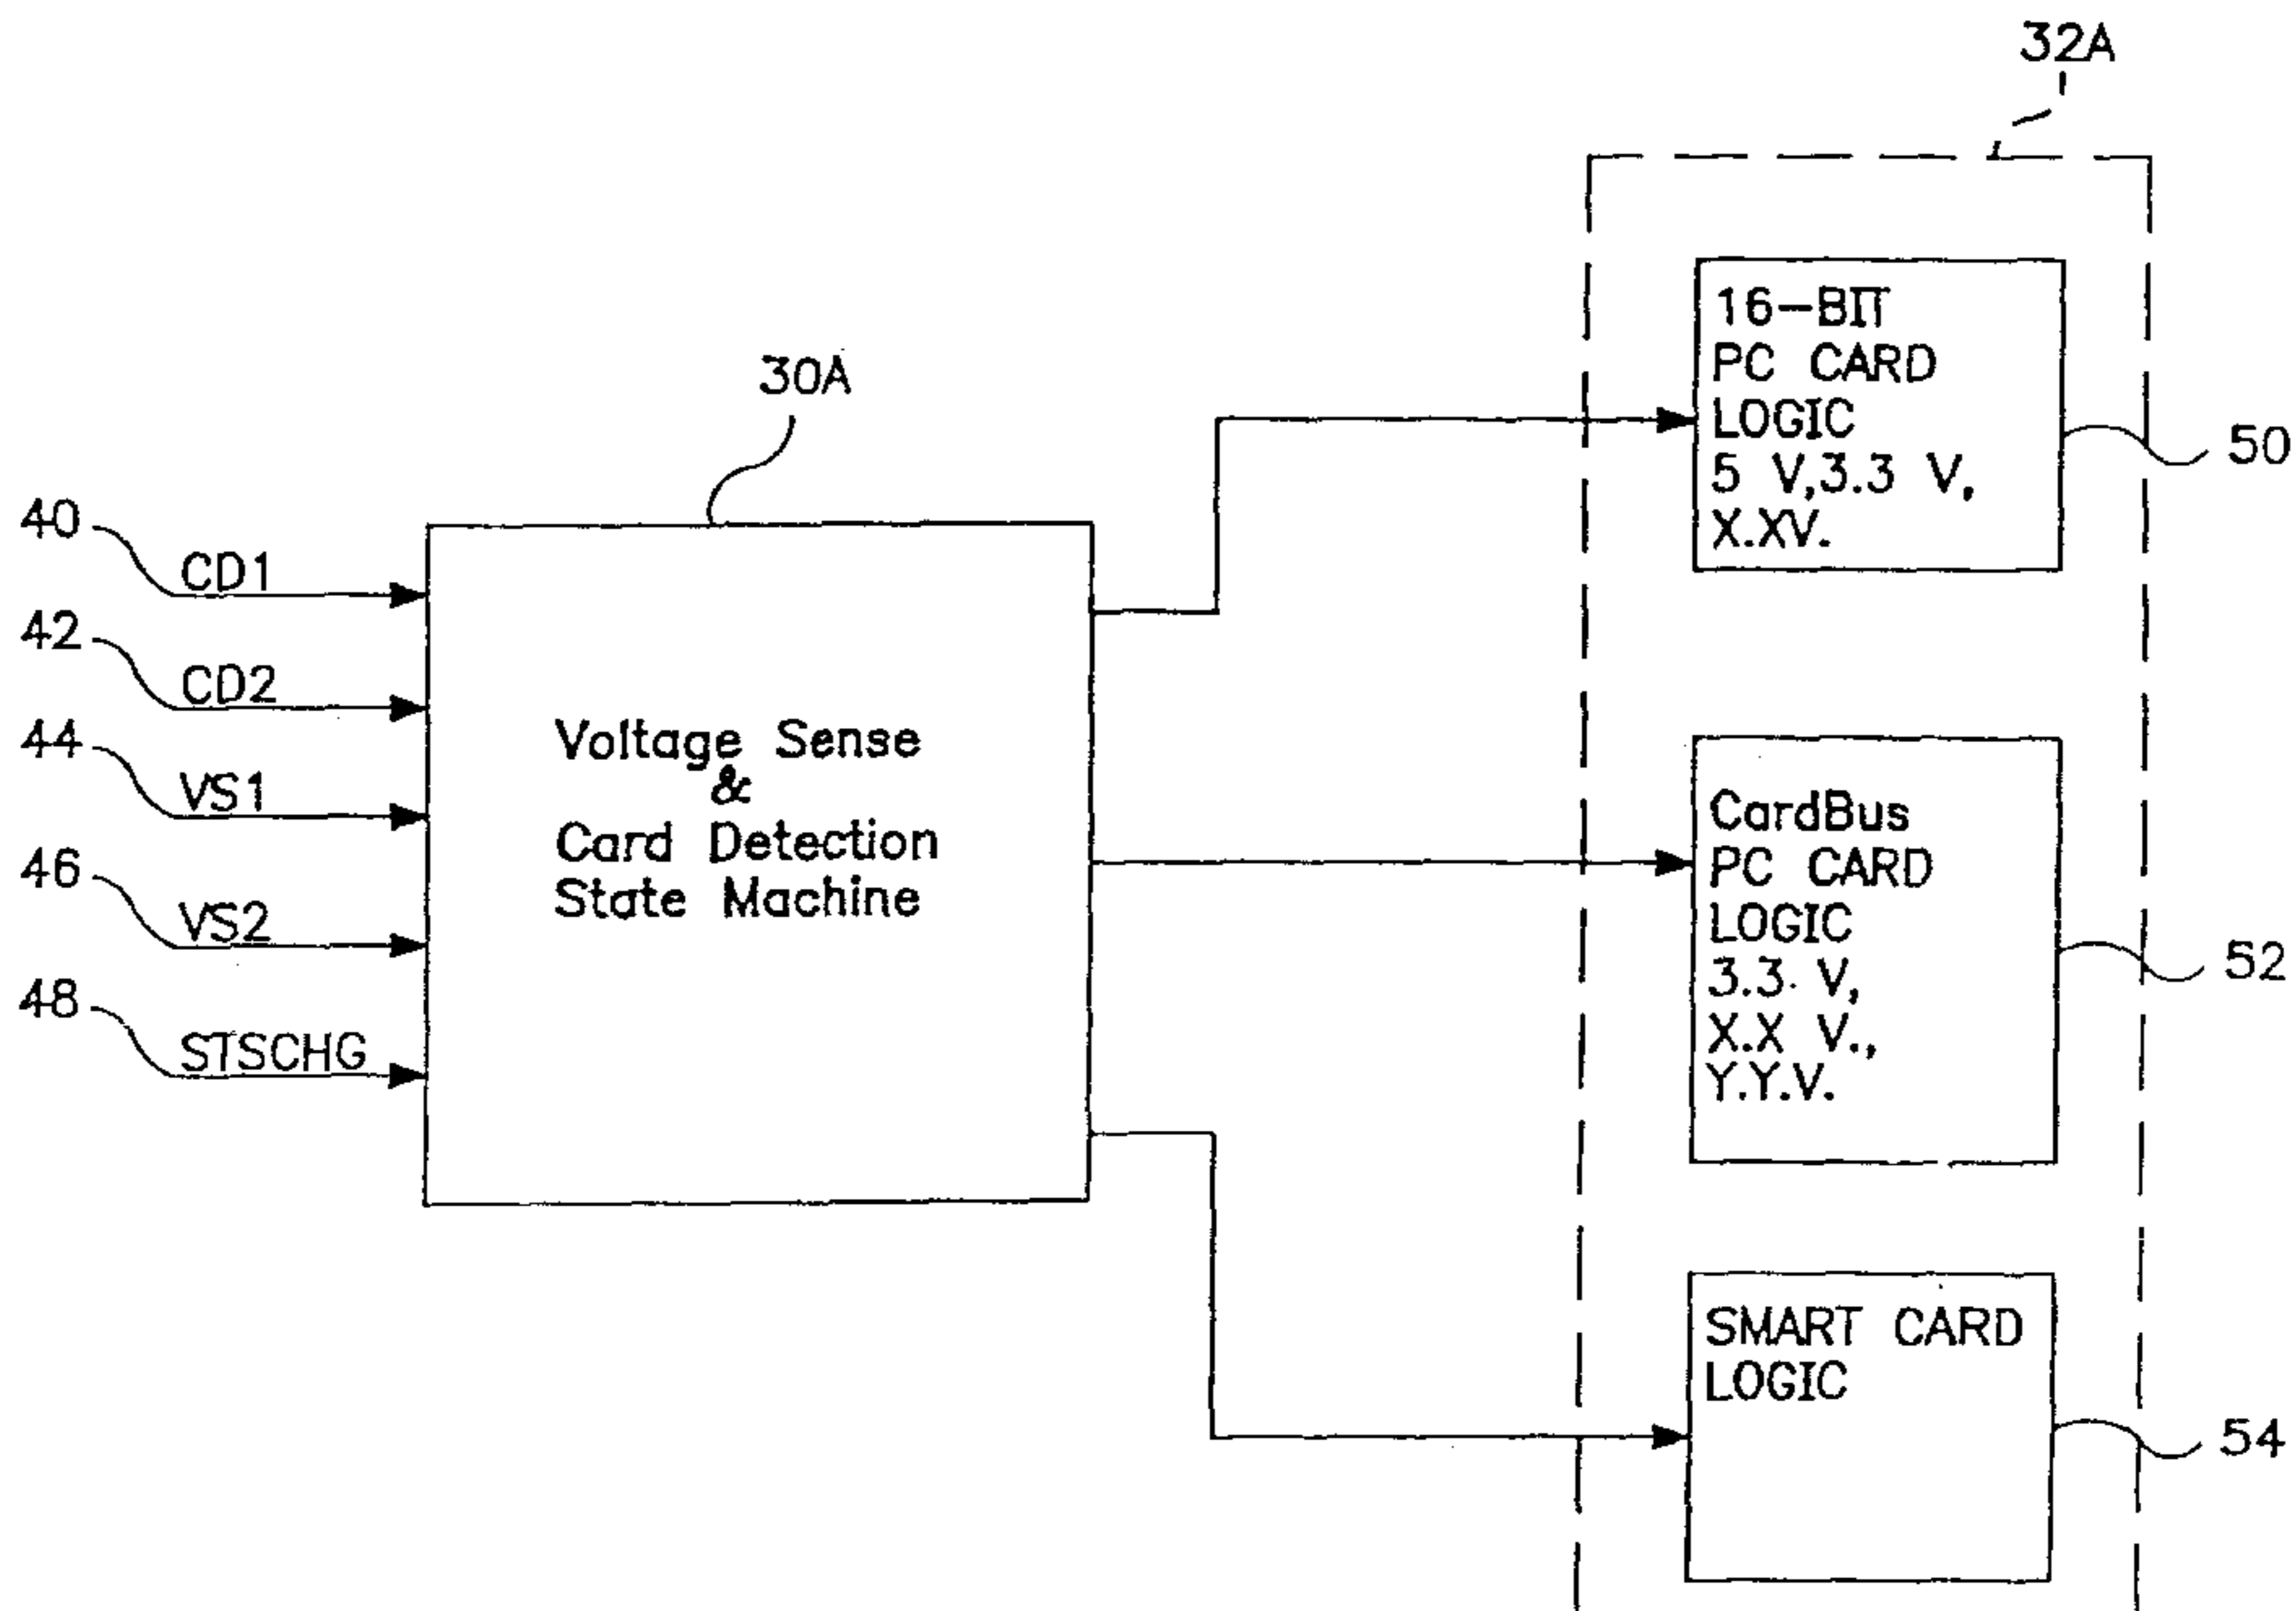 32A
16-BIT
PC CARD
LOGIC
5 V,3.3 V,
X.XV.
50
30A
40
CD1
42
CD2
44
VS1
46
VS2
48
STSCHG
Voltage Sense
&
Card Detection
State Machine
CardBus
PC CARD
LOGIC
3.3 V,
X.X V.,
Y.Y.V.
52
SMART CARD
LOGIC
54